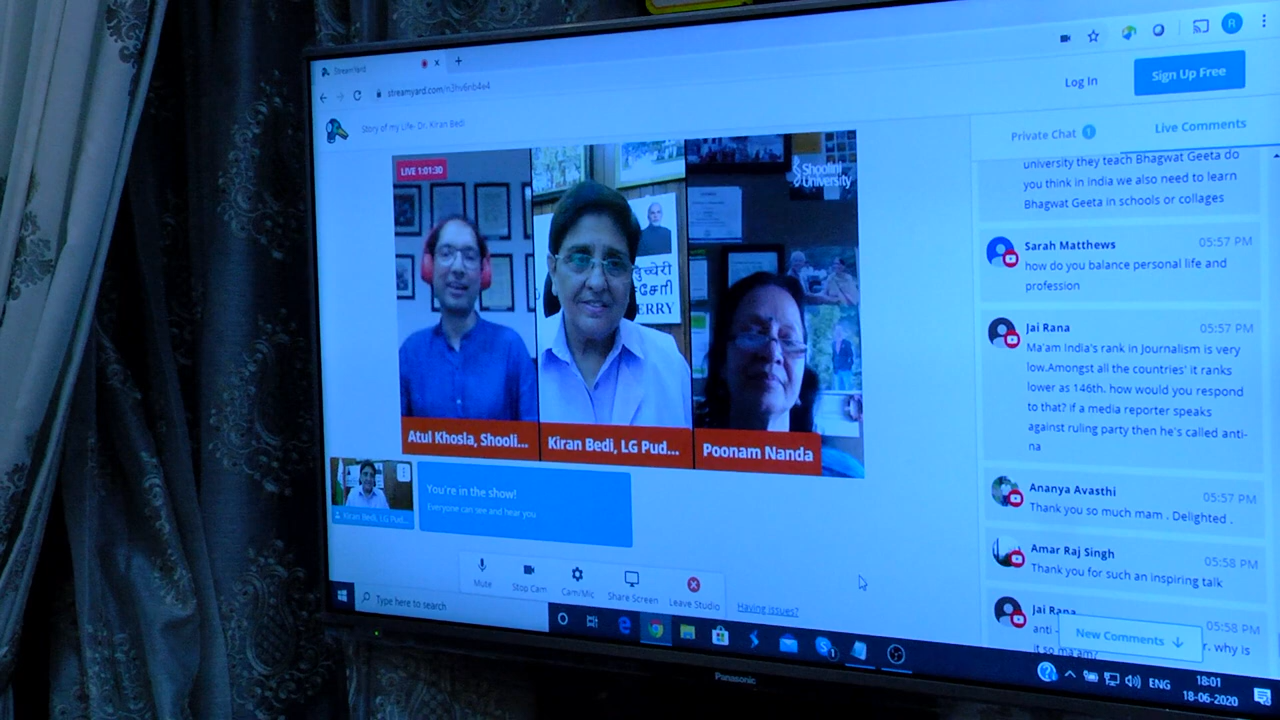 StreamYard
streamyard.com/n3hv6nb4e4
Log In
Sign Up Free
Story of my Life- Dr. Kiran Bedi
Private Chat 1
Live Comments
LIVE 1:01:30
Shoolini
University
ERRY
Atul Khosla, Shooli...
Kiran Bedi, LG Pud...
Poonam Nanda
university they teach Bhagwat Geeta do
you think in India we also need to learn
Bhagwat Geeta in schools or collages
Sarah Matthews 05:57 PM
how do you balance personal life and
profession
Jai Rana 05:57 PM
Ma'am India's rank in Journalism is very
low.Amongst all the countries' it ranks
lower as 146th. how would you respond
to that? if a media reporter speaks
against ruling party then he's called anti-
na
Ananya Avasthi 05:57 PM
Thank you so much mam . Delighted .
Amar Raj Singh 05:58 PM
Thank you for such an inspiring talk
Jai Rana 05:58 PM
anti - r. why is
it so ma'am?
New Comments
Kiran Bedi, LG Pud...
You're in the show!
Everyone can see and hear you
Mute
Stop Cam
Cam/Mic
Share Screen
Leave Studio
Having issues?
Type here to search
ENG
18:01
18-06-2020
Panasonic